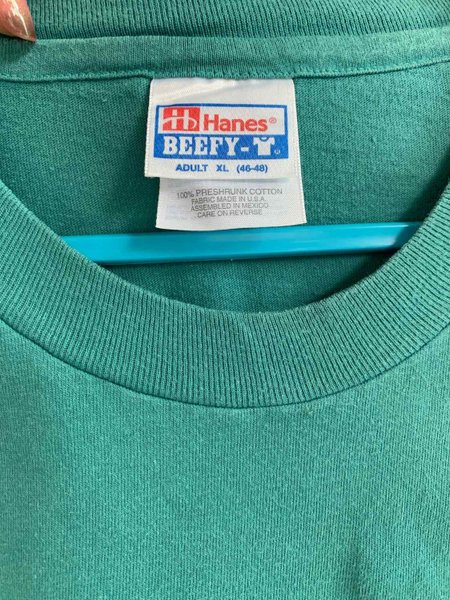 Hanes®
BEEFY-T
ADULT XL (46-48)
100% PRESHRUNK COTTON
FABRIC MADE IN U.S.A.
ASSEMBLED IN MEXICO
CARE ON REVERSE